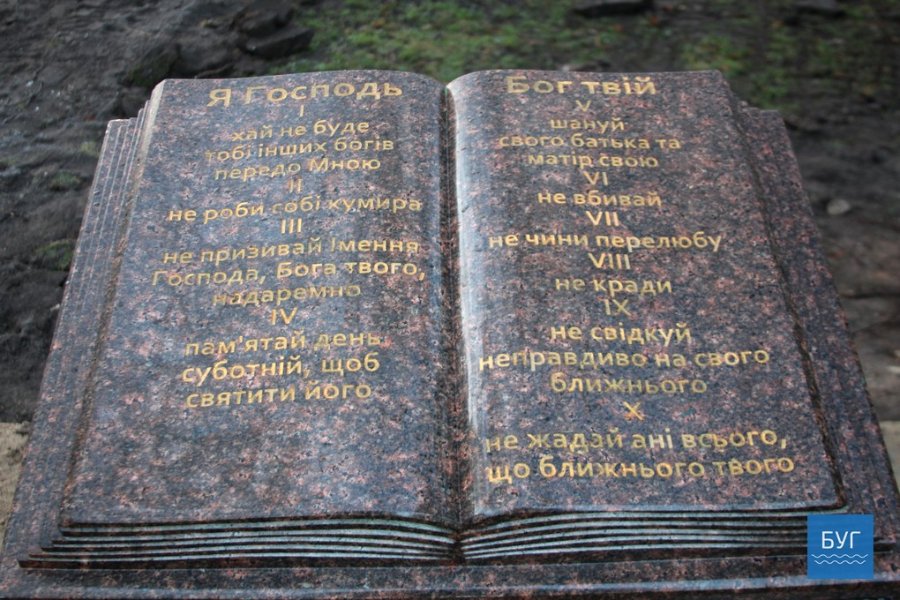 Я Господь
I
хай не буде
тобі інших богів
передо Мною
II
не роби собі кумира
III
не призивай Імення
Господа, Бога твого,
надаремно
IV
пам'ятай день
суботній, щоб
святити його
Бог твій
V
шануй
свого батька та
матір свою
VI
не вбивай
VII
не чини перелюбу
VIII
не кради
IX
не свідкуй
неправдиво на свого
ближнього
X
не жадай ані всього,
що ближнього твого
БУГ